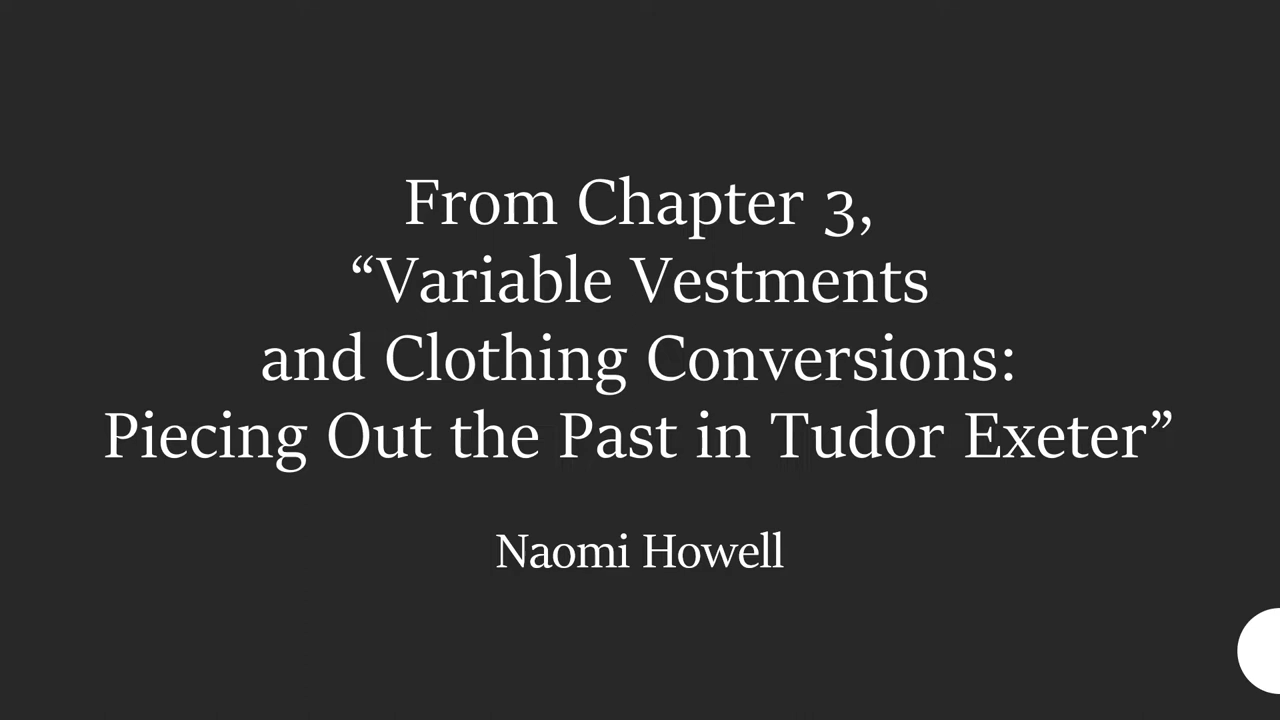 From Chapter 3,
“Variable Vestments
and Clothing Conversions:
Piecing Out the Past in Tudor Exeter”
Naomi Howell